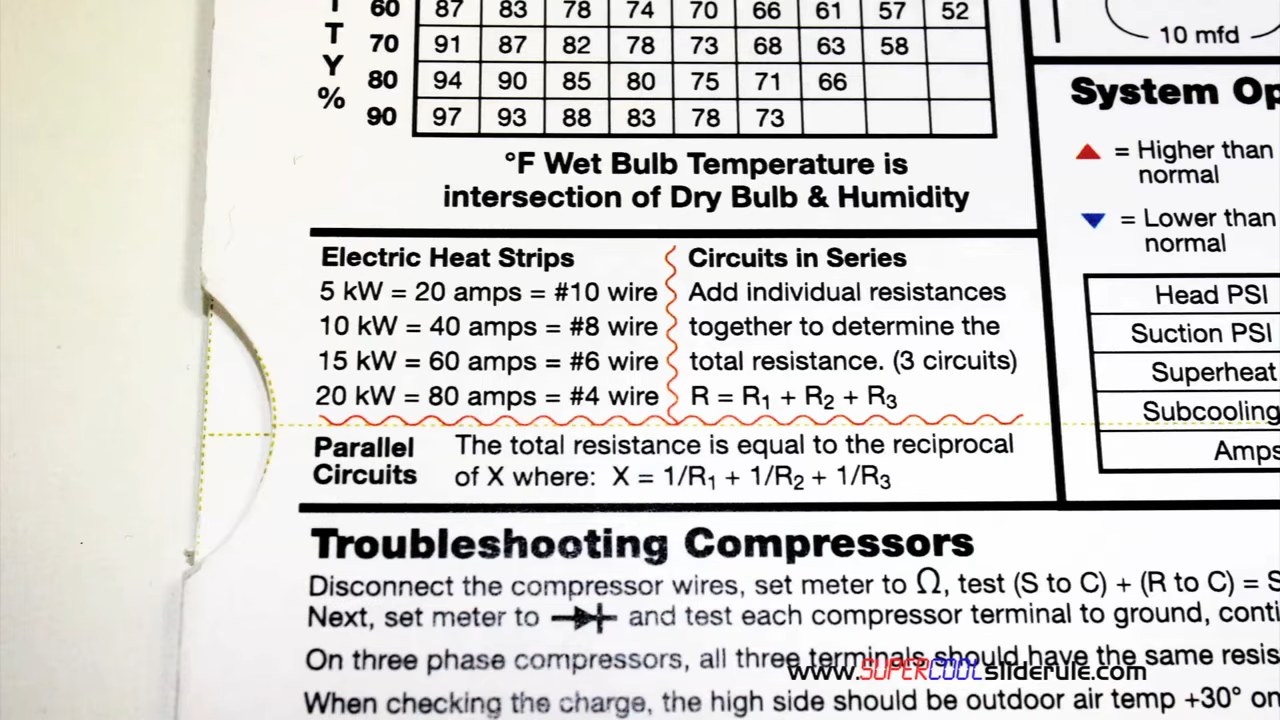 T 60 87 83 78 74 70 66 61 57 52
T 70 91 87 82 78 73 68 63 58
Y 80 94 90 85 80 75 71 66
% 90 97 93 88 83 78 73
°F Wet Bulb Temperature is
intersection of Dry Bulb & Humidity
10 mfd
System Op
▲ = Higher than
normal
▼ = Lower than
normal
Head PSI
Suction PSI
Superheat
Subcooling
Amps
Electric Heat Strips
5 kW = 20 amps = #10 wire
10 kW = 40 amps = #8 wire
15 kW = 60 amps = #6 wire
20 kW = 80 amps = #4 wire
Circuits in Series
Add individual resistances
together to determine the
total resistance. (3 circuits)
R = R1 + R2 + R3
Parallel
Circuits
The total resistance is equal to the reciprocal
of X where: X = 1/R1 + 1/R2 + 1/R3
Troubleshooting Compressors
Disconnect the compressor wires, set meter to Ω, test (S to C) + (R to C) = S
Next, set meter to and test each compressor terminal to ground, conti
On three phase compressors, all three terminals should have the same resis
www.SUPERCOOLsliderule.com
When checking the charge, the high side should be outdoor air temp +30° on